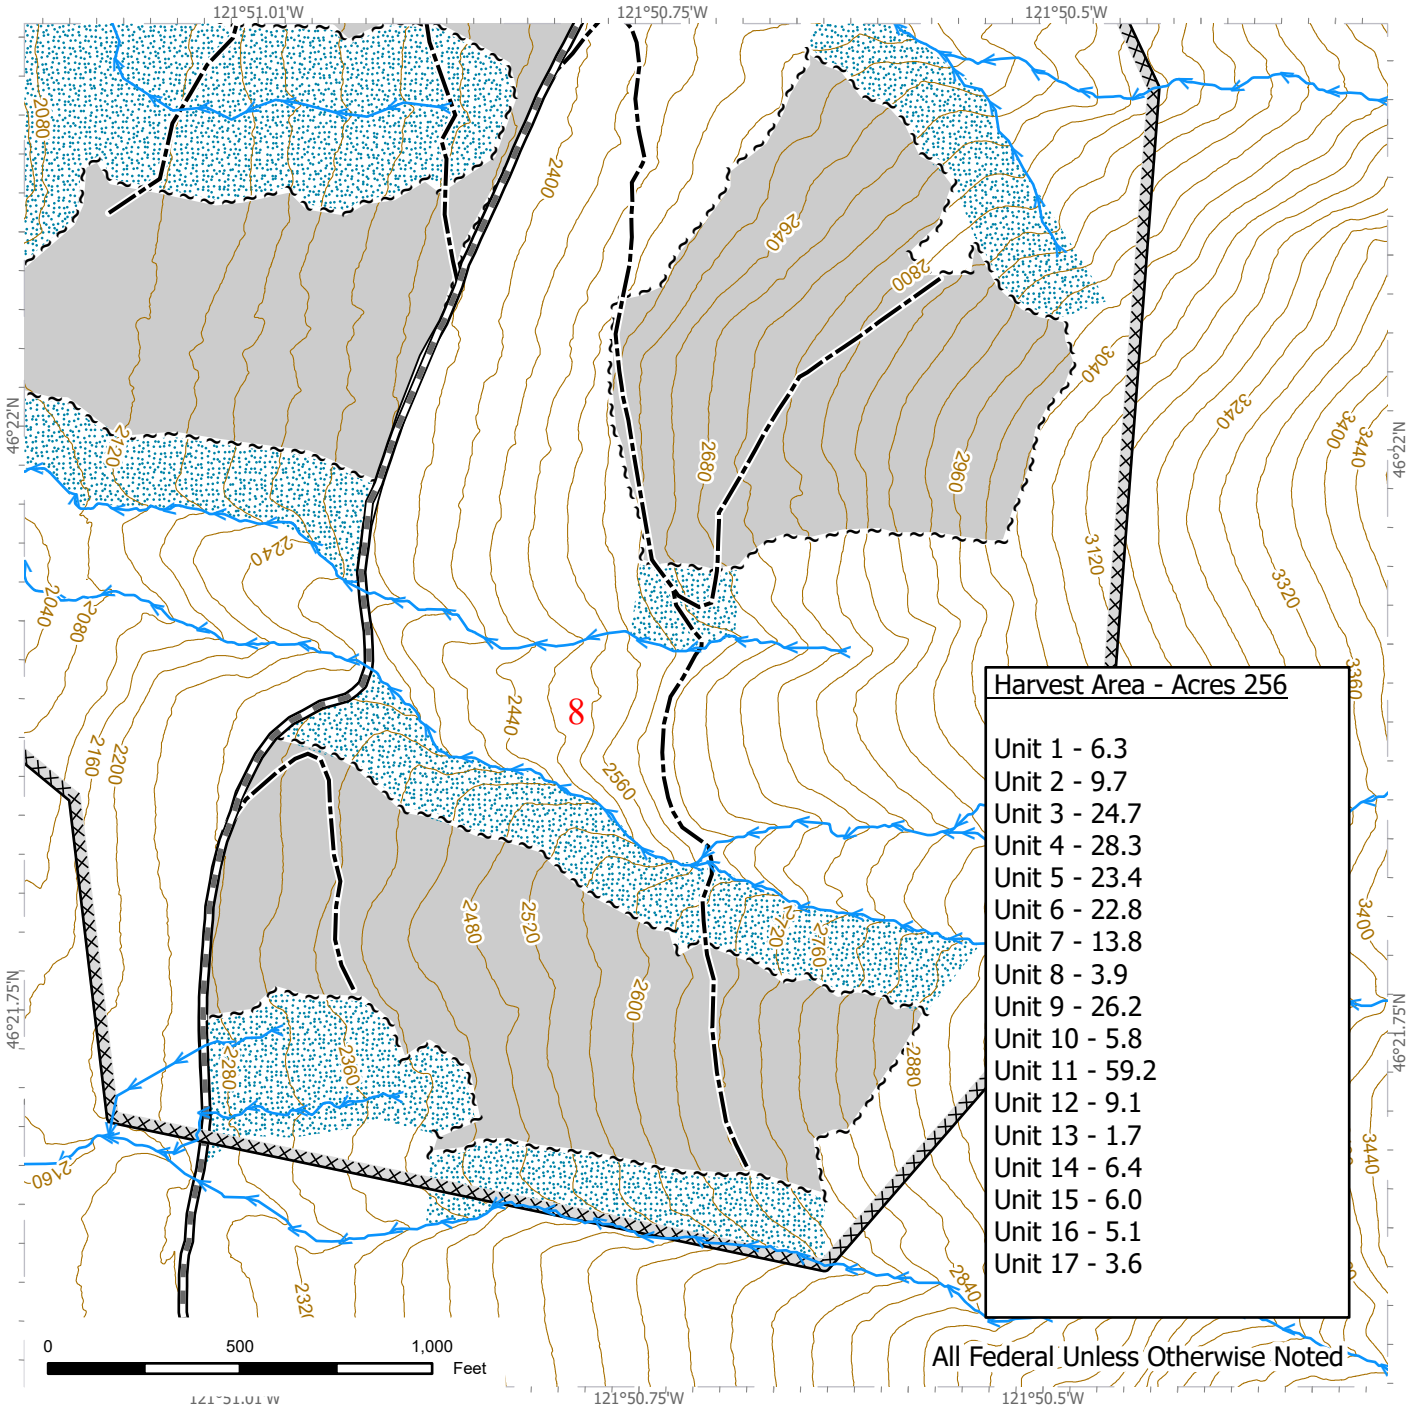 121°51.01'W
121°50.75'W
121°50.5'W
2080
2400
2640
2800
3040
46°22'N
3240
3400
3440
46°22'N
2120
2680
2960
2240
3120
3320
2040
2080
Harvest Area - Acres 256
3360
2440
8
2160
2200
2560
Unit 1 - 6.3
Unit 2 - 9.7
Unit 3 - 24.7
Unit 4 - 28.3
Unit 5 - 23.4
Unit 6 - 22.8
Unit 7 - 13.8
Unit 8 - 3.9
Unit 9 - 26.2
Unit 10 - 5.8
Unit 11 - 59.2
Unit 12 - 9.1
Unit 13 - 1.7
Unit 14 - 6.4
Unit 15 - 6.0
Unit 16 - 5.1
Unit 17 - 3.6
2480
2520
2720
2760
3400
46°21.75'N
2600
46°21.75'N
2280
2360
2880
3440
2160
2840
2320
0
500
1,000
Feet
All Federal Unless Otherwise Noted
121°51.01'W
121°50.75'W
121°50.5'W